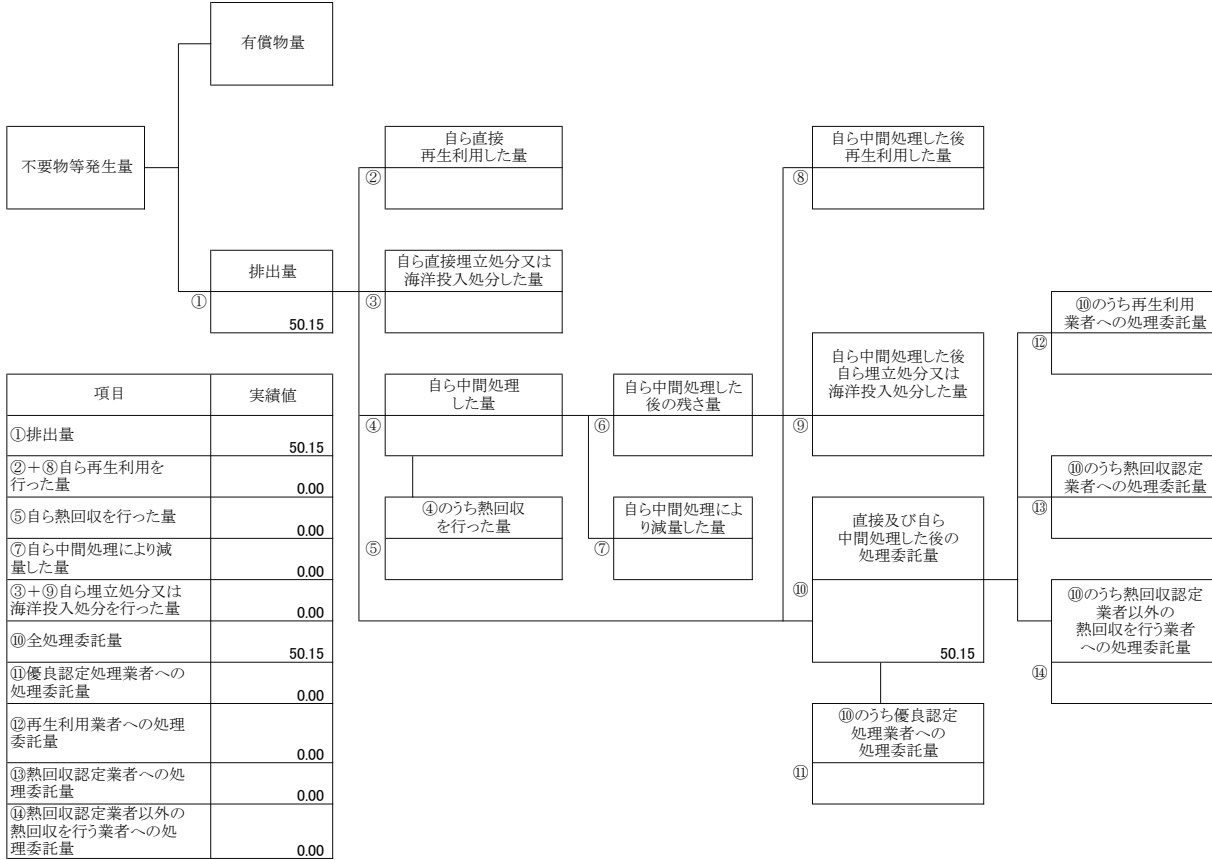 有償物量
不要物等発生量
自ら直接
再生利用した量
②
自ら中間処理した後
再生利用した量
⑧
排出量
①
50.15
自ら直接埋立処分又は
海洋投入処分した量
③
⑩のうち再生利用
業者への処理委託量
⑫
自ら中間処理
した量
④
自ら中間処理した
後の残さ量
⑥
自ら中間処理した後
自ら埋立処分又は
海洋投入処分した量
⑨
④のうち熱回収
を行った量
⑤
自ら中間処理によ
り減量した量
⑦
直接及び自ら
中間処理した後の
処理委託量
⑩
50.15
⑩のうち熱回収認定
業者への処理委託量
⑬
⑩のうち熱回収認定
業者以外の
熱回収を行う業者
への処理委託量
⑭
⑩のうち優良認定
処理業者への
処理委託量
⑪
項目 実績値
①排出量
50.15
②+⑧自ら再生利用を
行った量
0.00
⑤自ら熱回収を行った量
0.00
⑦自ら中間処理により減
量した量
0.00
③+⑨自ら埋立処分又は
海洋投入処分を行った量
0.00
⑩全処理委託量
50.15
⑪優良認定処理業者への
処理委託量
0.00
⑫再生利用業者への処理
委託量
0.00
⑬熱回収認定業者への処
理委託量
0.00
⑭熱回収認定業者以外の
熱回収を行う業者への処
理委託量
0.00